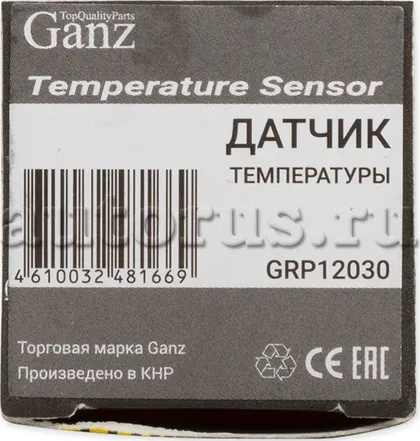 TopQualityParts
Ganz
Temperature Sensor
ДАТЧИК
ТЕМПЕРАТУРЫ
4 610032 481669
GRP12030
autorus.ru
Торговая марка Ganz
Произведено в КНР
CE EAC